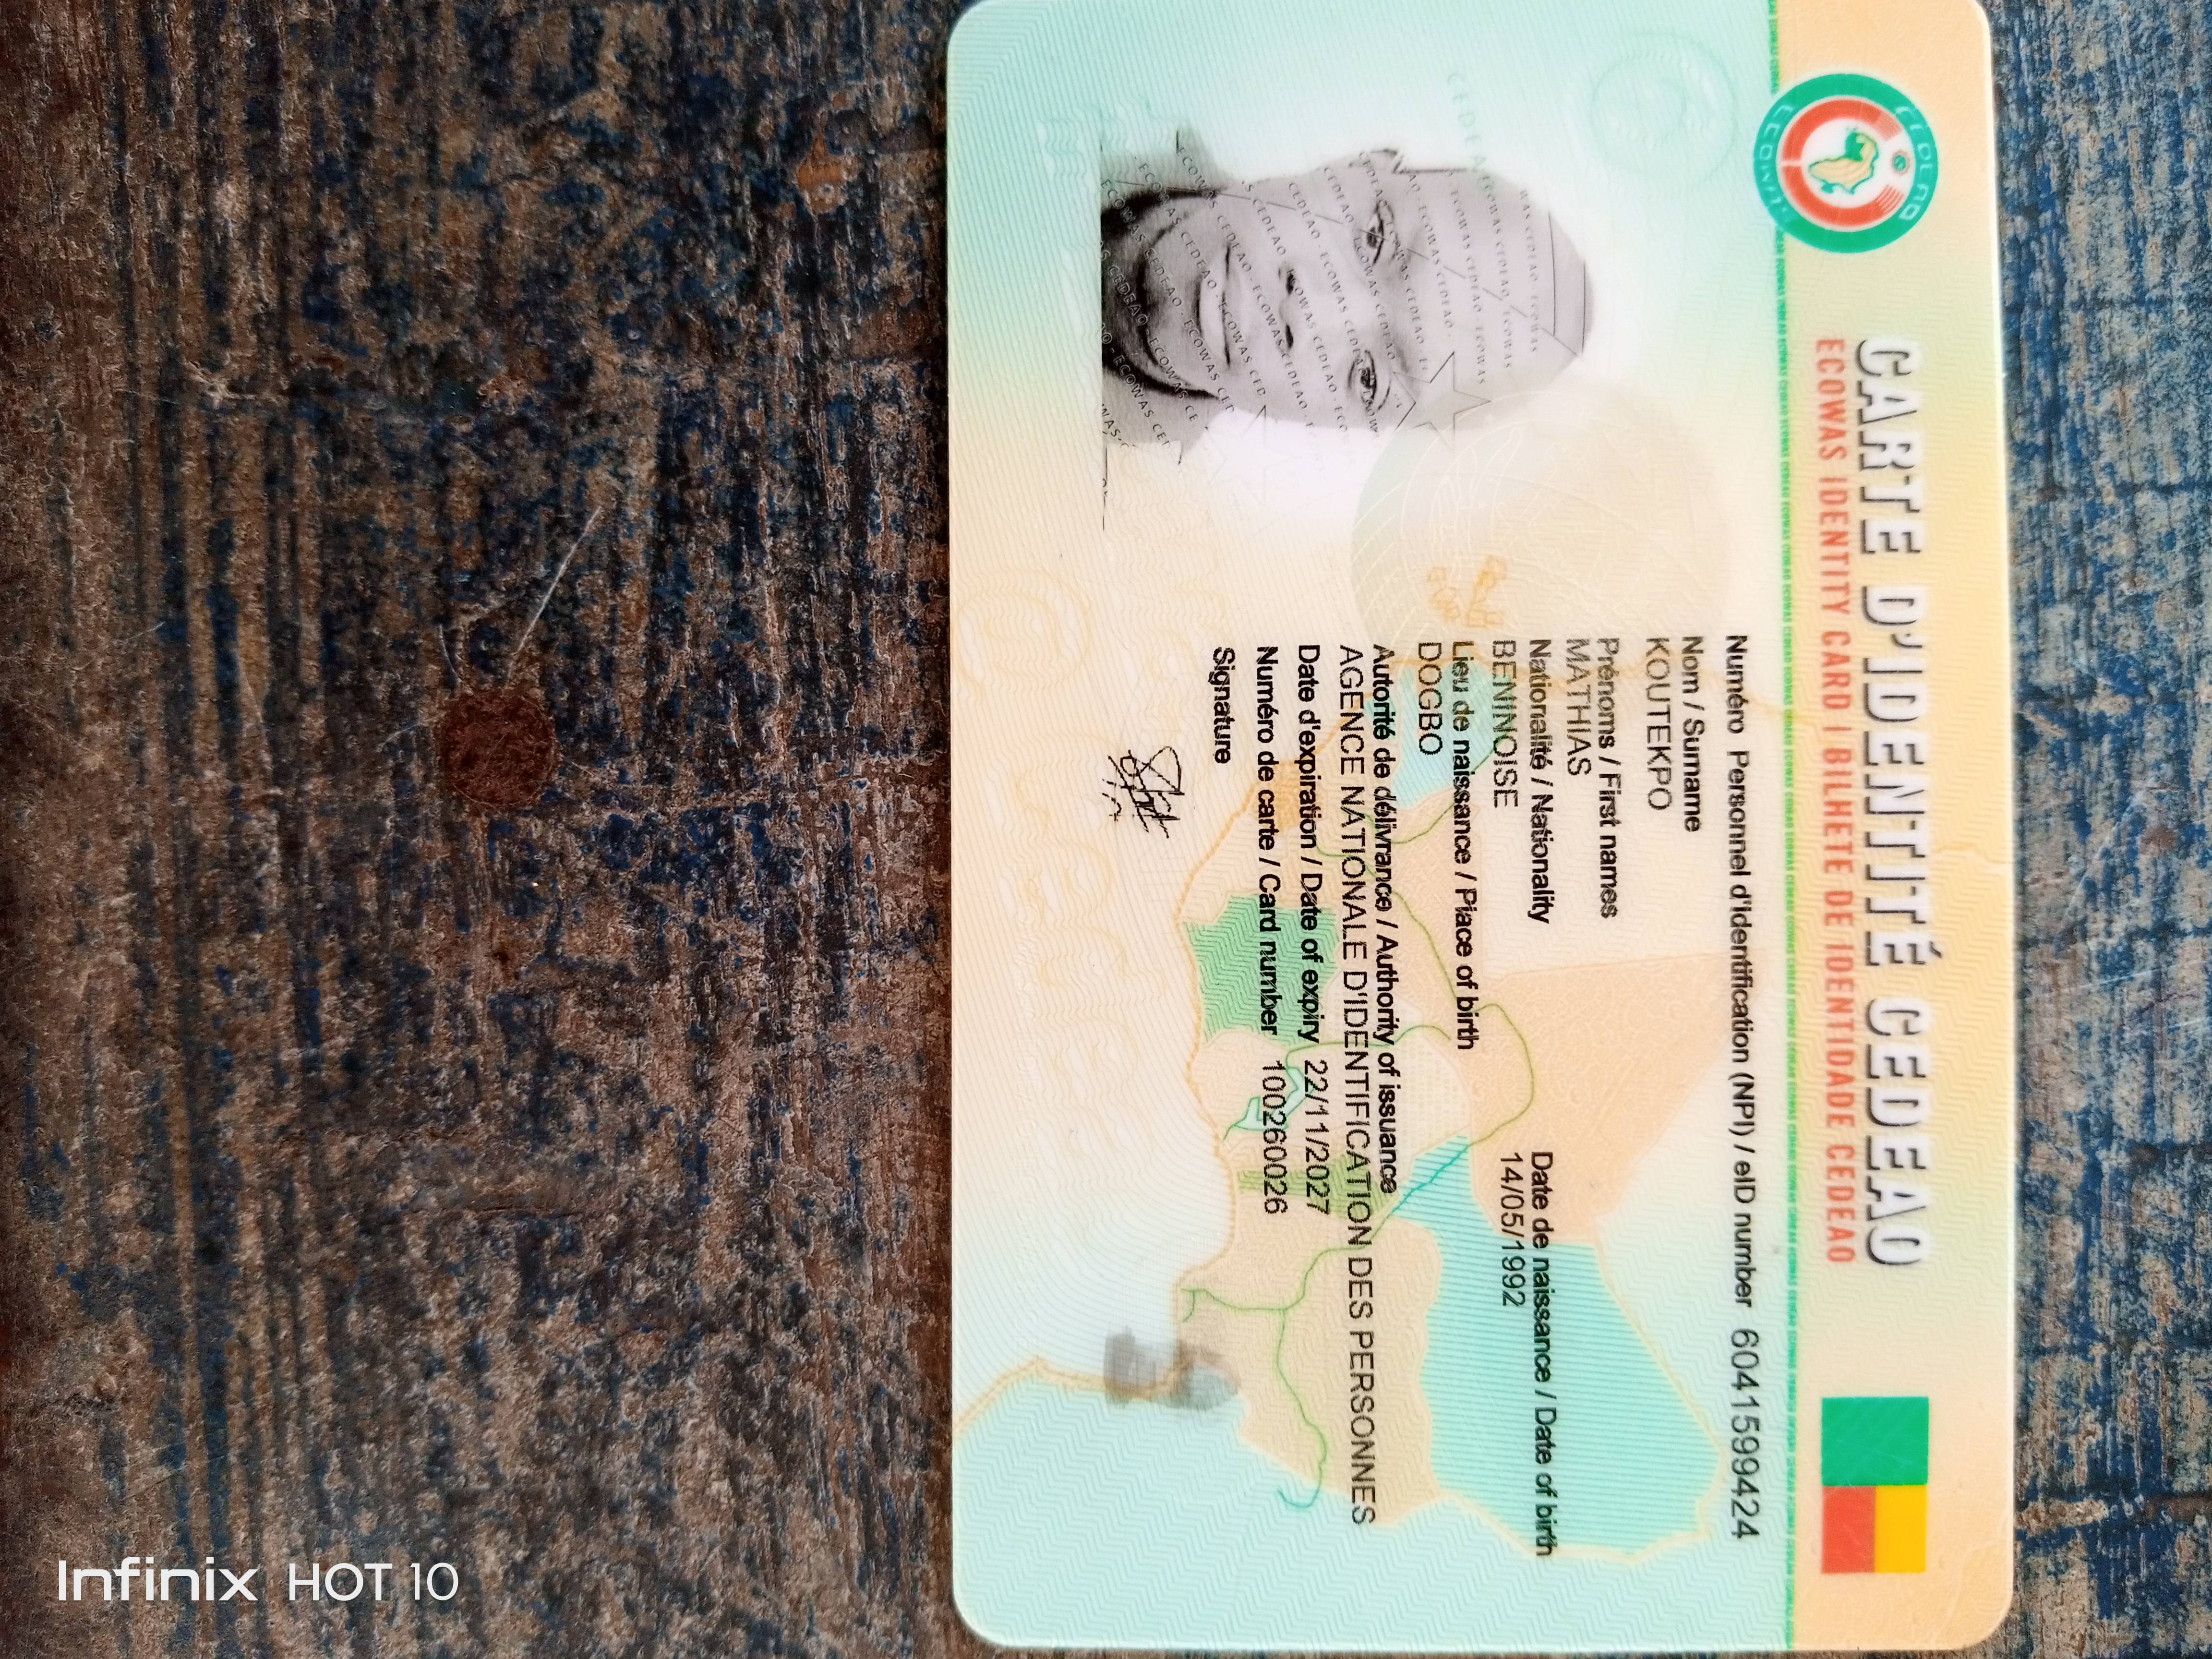 CARTE D'IDENTITÉ CEDEAO
ECOWAS IDENTITY CARD | BILHETE DE IDENTIDADE CEDEAO
Numéro Personnel d'identification (NPI) / eID number 6041599424
Nom / Surname
KOUTEKPO
Prénoms / First names
MATHIAS
Nationalité / Nationality
BENINOISE
Date de naissance / Date of birth
14/05/1992
Lieu de naissance / Place of birth
DOGBO
Autorité de délivrance / Authority of issuance
AGENCE NATIONALE D'IDENTIFICATION DES PERSONNES
Date d'expiration / Date of expiry 22/11/2027
Numéro de carte / Card number 100260026
Signature
Infinix HOT 10